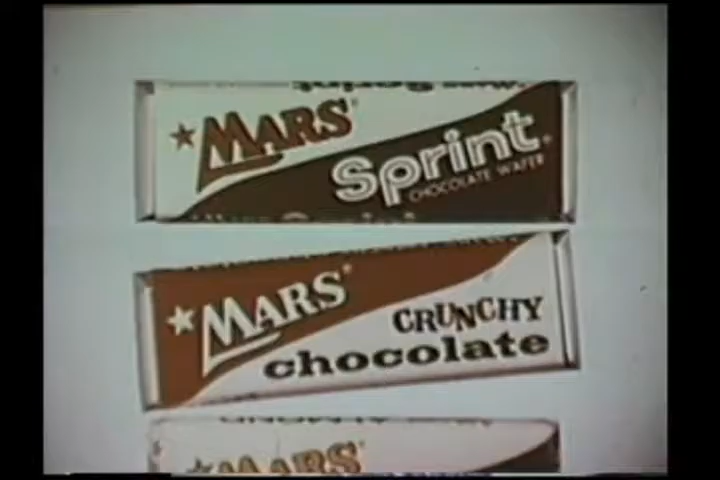 MARS®
Sprint®
CHOCOLATE WAFER
MARS®
CRUNCHY
chocolate
MARS